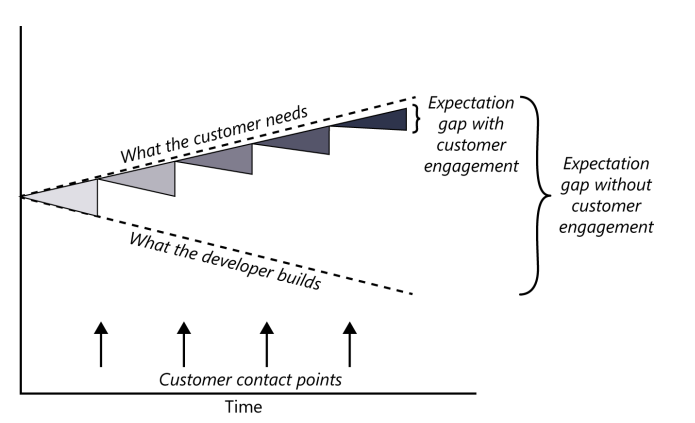 What the customer needs
Expectation
gap with
customer
engagement
Expectation
gap without
customer
engagement
What the developer builds
Customer contact points
Time